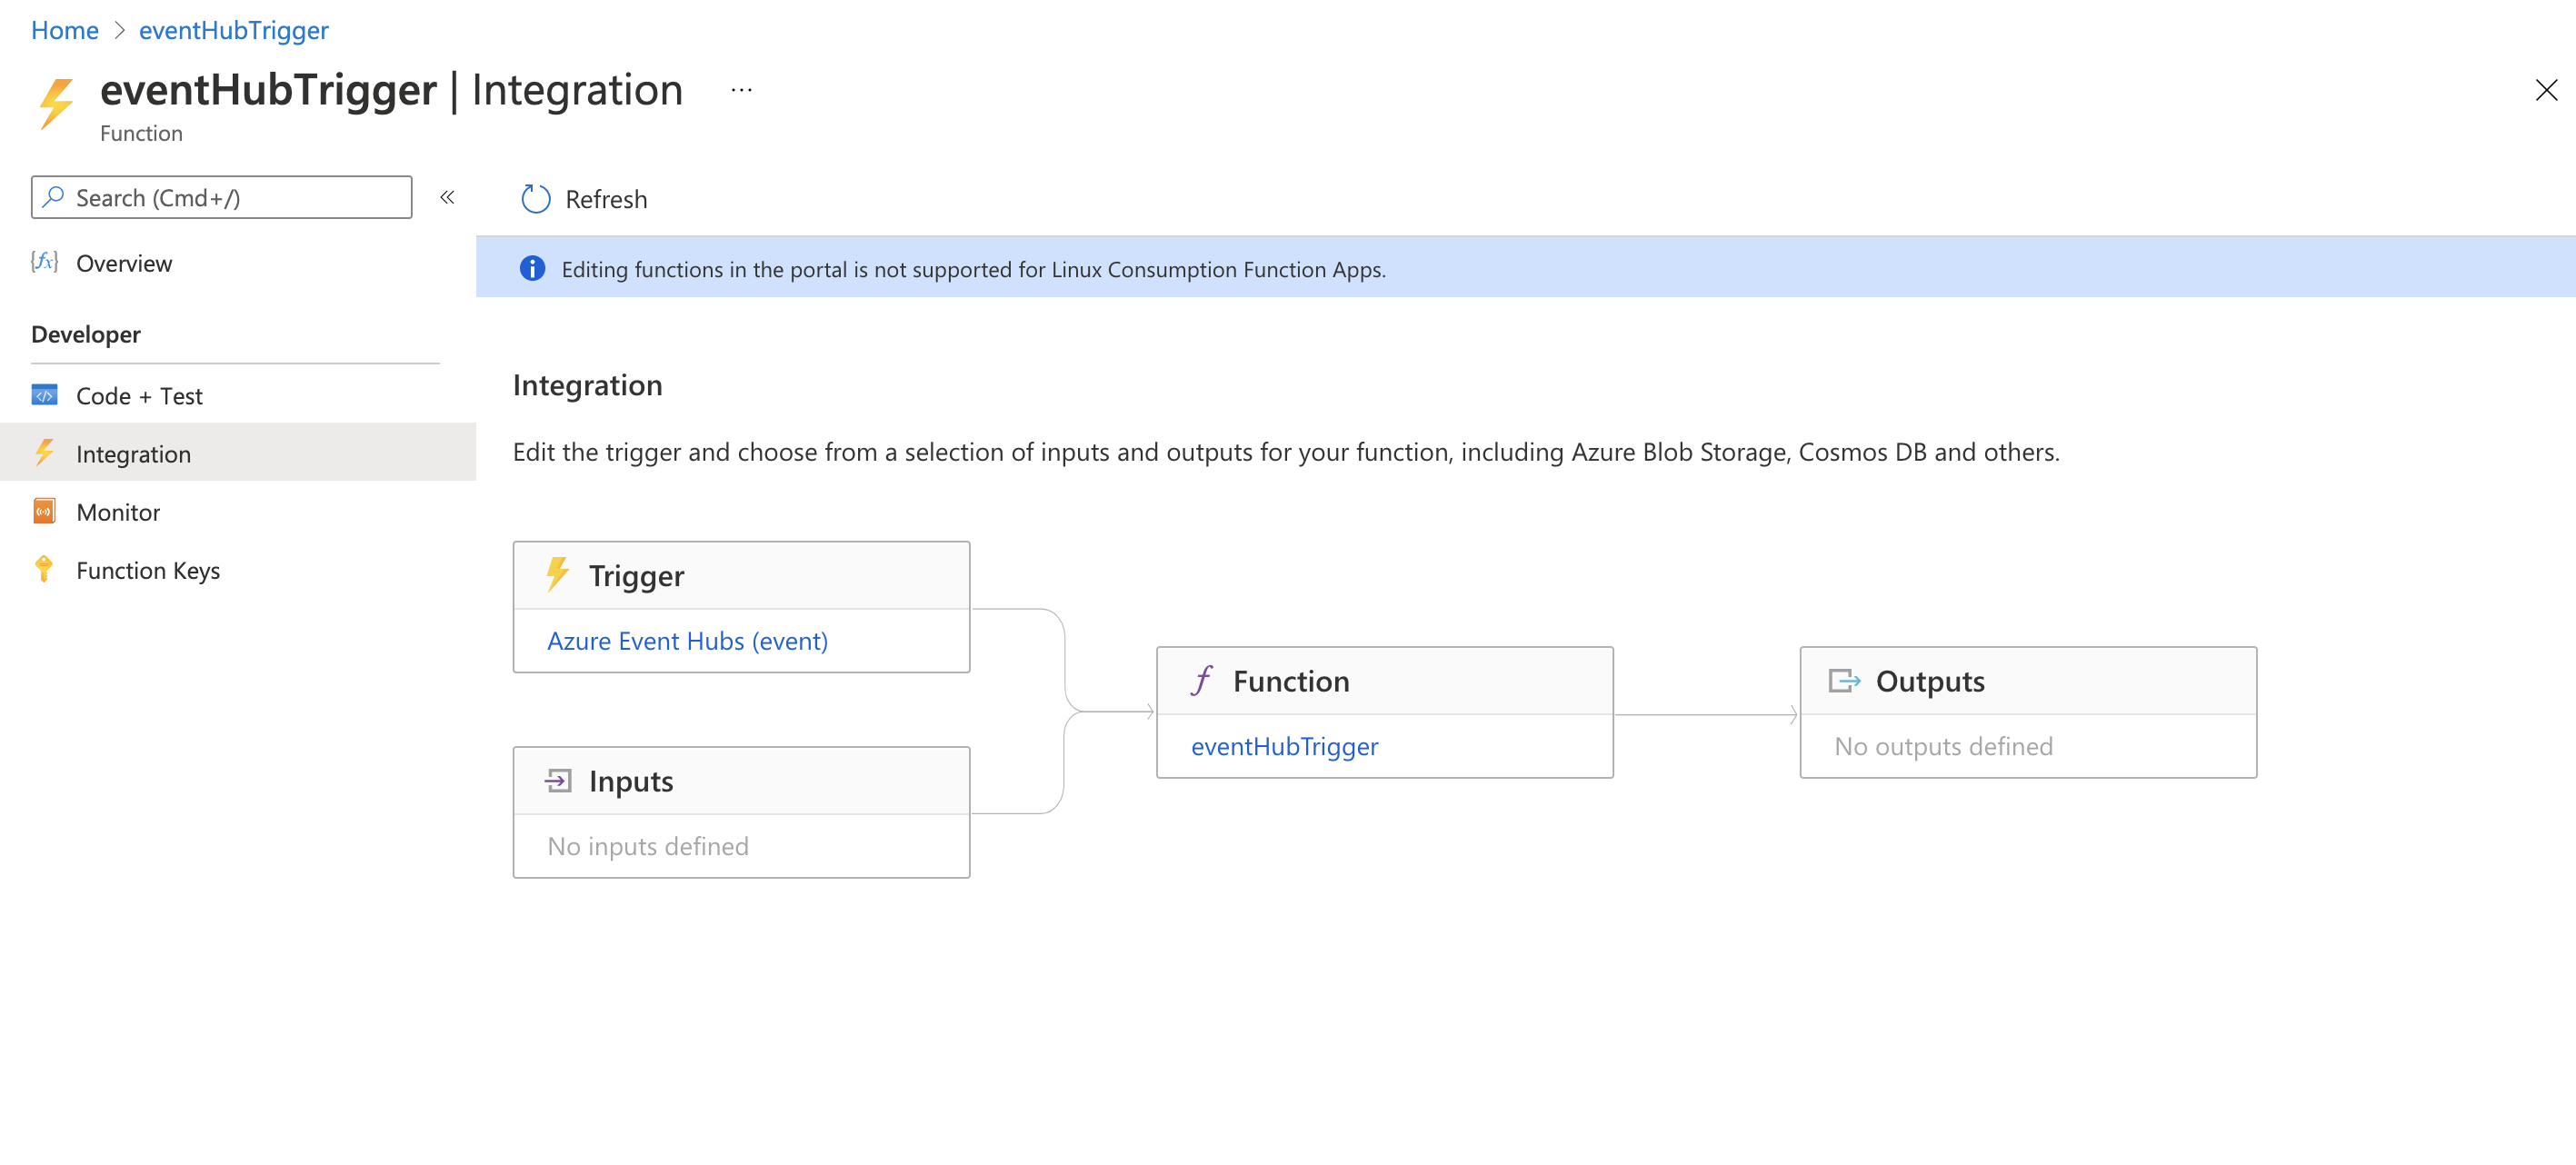 Home > eventHubTrigger
eventHubTrigger | Integration ...
Function
Search (Cmd+/) «
Refresh
Overview
Editing functions in the portal is not supported for Linux Consumption Function Apps.
Developer
Code + Test
Integration
Monitor
Function Keys
Integration
Edit the trigger and choose from a selection of inputs and outputs for your function, including Azure Blob Storage, Cosmos DB and others.
Trigger
Azure Event Hubs (event)
Inputs
No inputs defined
Function
eventHubTrigger
Outputs
No outputs defined